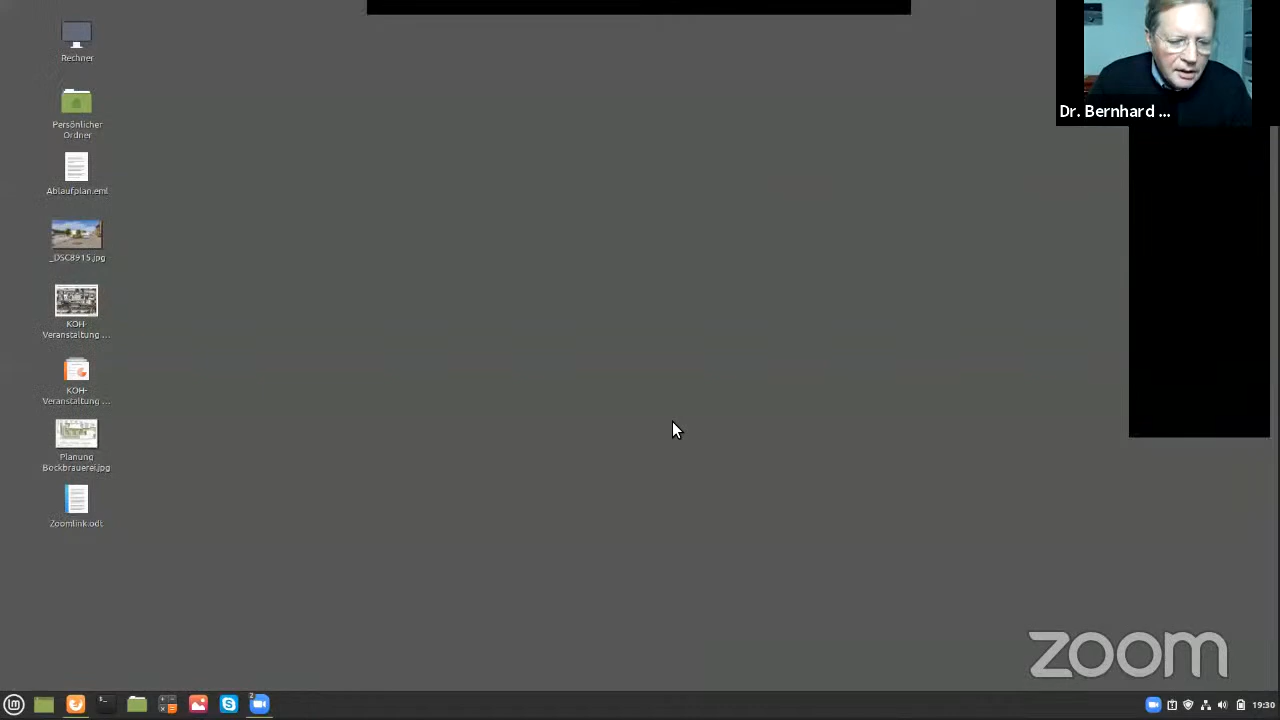 Rechner
Persönlicher
Ordner
Ablaufplan.eml
_DSC8915.jpg
KOH-
Veranstaltung ...
KOH-
Veranstaltung ...
Planung
Bockbrauerei.jpg
Zoomlink.odt
Dr. Bernhard ...
zoom
2
19:30